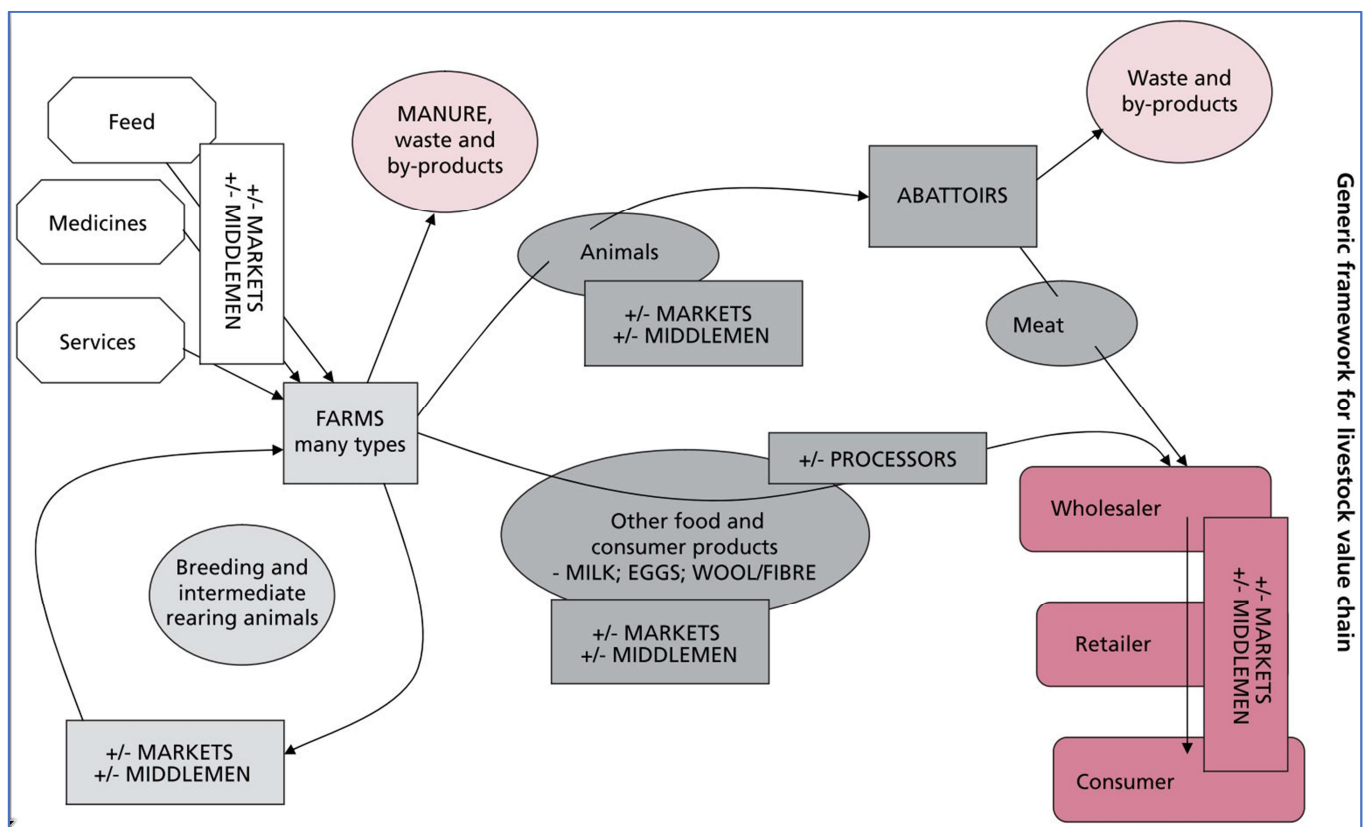 Generic framework for livestock value chain
Feed
Medicines
Services
+/- MARKETS
+/- MIDDLEMEN
MANURE,
waste and
by-products
FARMS
many types
Breeding and
intermediate
rearing animals
+/- MARKETS
+/- MIDDLEMEN
Animals
+/- MARKETS
+/- MIDDLEMEN
ABATTOIRS
Waste and
by-products
Meat
+/- PROCESSORS
Other food and
consumer products
- MILK; EGGS; WOOL/FIBRE
+/- MARKETS
+/- MIDDLEMEN
Wholesaler
Retailer
Consumer
+/- MARKETS
+/- MIDDLEMEN